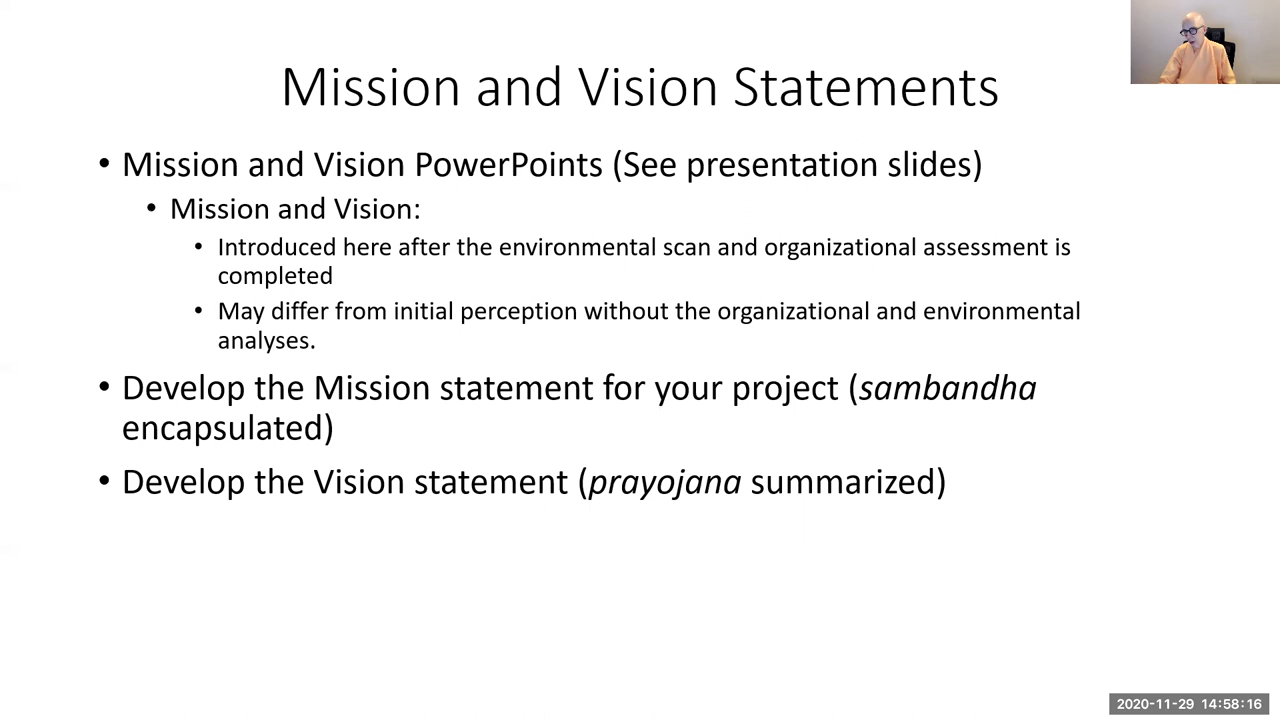 Mission and Vision Statements
• Mission and Vision PowerPoints (See presentation slides)
• Mission and Vision:
• Introduced here after the environmental scan and organizational assessment is
completed
• May differ from initial perception without the organizational and environmental
analyses.
• Develop the Mission statement for your project (sambandha
encapsulated)
• Develop the Vision statement (prayojana summarized)
2020-11-29 14:58:16